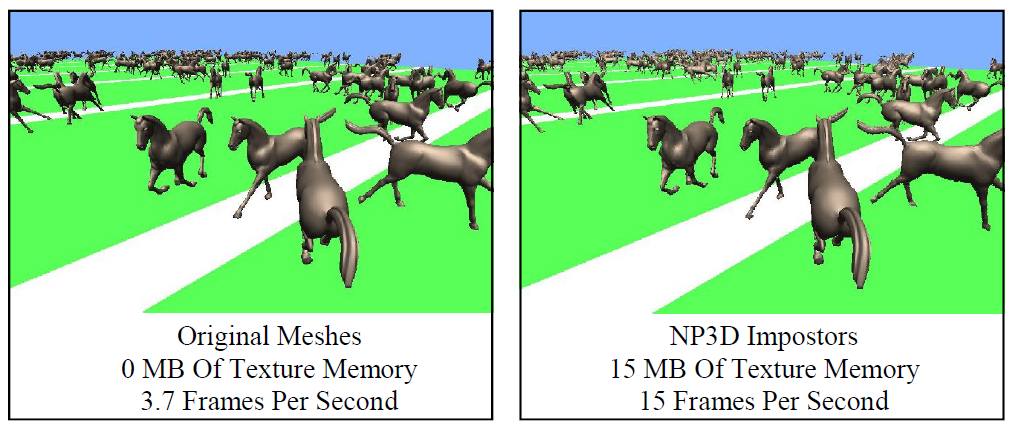 Original Meshes
0 MB Of Texture Memory
3.7 Frames Per Second
NP3D Impostors
15 MB Of Texture Memory
15 Frames Per Second